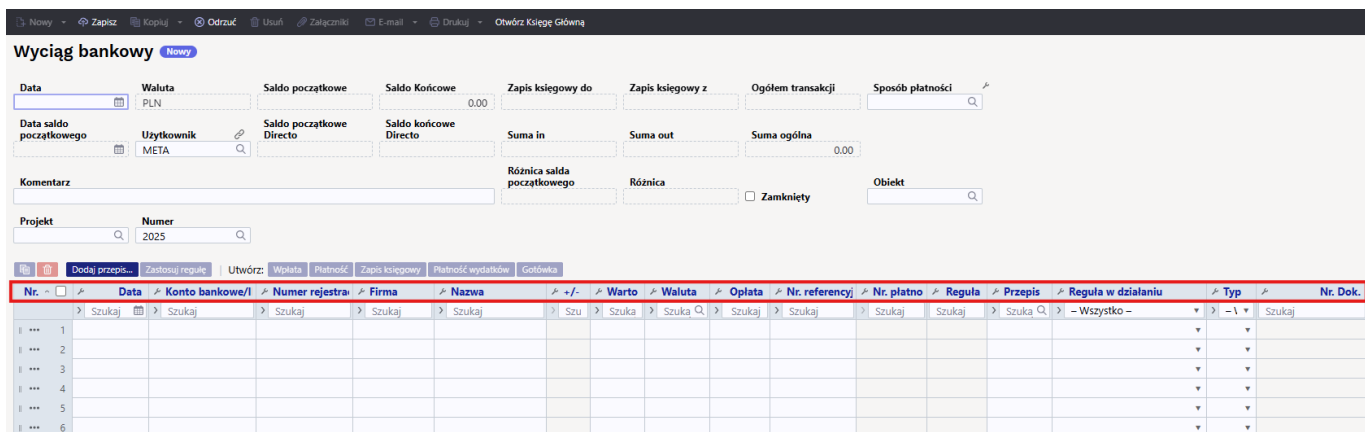 Nowy Zapisz Kopiuj Odrzuć Usuń Załączniki E-mail Drukuj Otwórz Księgę Główną
Wyciąg bankowy Nowy
Data Waluta Saldo początkowe Saldo Końcowe Zapis księgowy do Zapis księgowy z Ogółem transakcji Sposób płatności
PLN 0.00
Data saldo początkowego Użytkownik Saldo początkowe Directo Saldo końcowe Directo Suma in Suma out Suma ogólna
META 0.00
Komentarz Różnica salda początkowego Różnica Zamknięty Obiekt
Projekt Numer
2025
Dodaj przepis... Zastosuj regułę | Utwórz: Wpłata Płatność Zapis księgowy Płatność wydatków Gotówka
Nr. Data Konto bankowe/I Numer rejestra Firma Nazwa +/- Warto Waluta Opłata Nr. referencyj Nr. płatno Reguła Przepis Reguła w działaniu Typ Nr. Dok.
Szukaj Szukaj Szukaj Szukaj Szukaj Szu Szuka Szuka Szukaj Szukaj Szukaj Szukaj Szuka – Wszystko – Szukaj
1
2
3
4
5
6